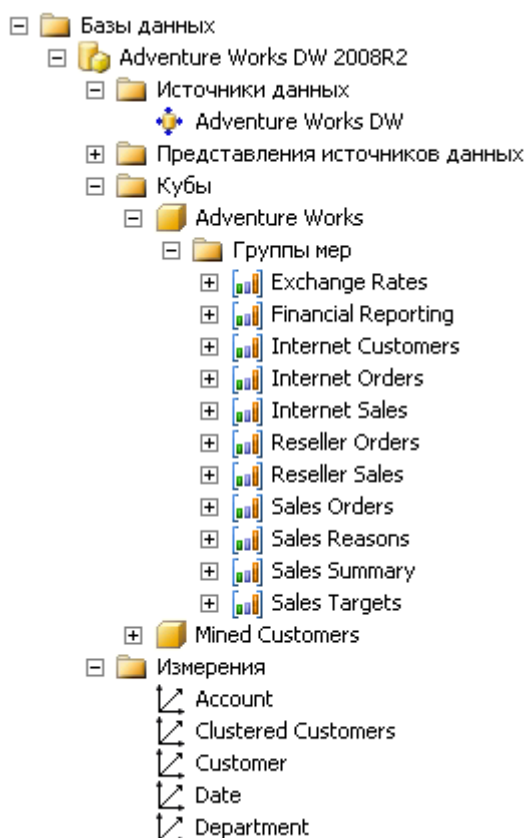 Базы данных
Adventure Works DW 2008R2
Источники данных
Adventure Works DW
Представления источников данных
Кубы
Adventure Works
Группы мер
Exchange Rates
Financial Reporting
Internet Customers
Internet Orders
Internet Sales
Reseller Orders
Reseller Sales
Sales Orders
Sales Reasons
Sales Summary
Sales Targets
Mined Customers
Измерения
Account
Clustered Customers
Customer
Date
Department